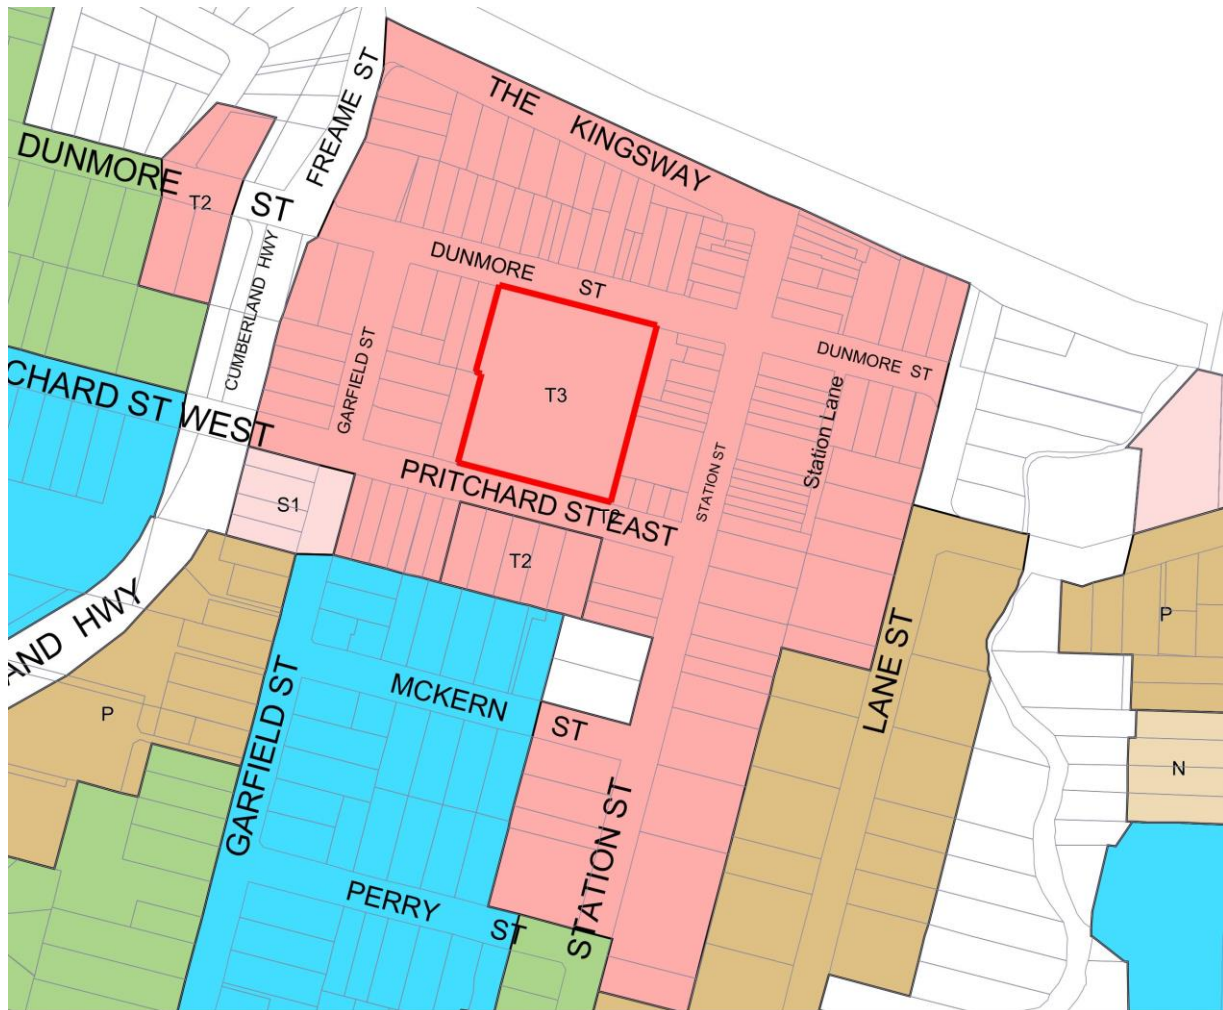 THE KINGSWAY
FREAME ST
DUNMORE ST
T2
CUMBERLAND HWY
DUNMORE ST
DUNMORE ST
GARFIELD ST
T3
Station Lane
CHARD ST WEST
PRITCHARD ST EAST
STATION ST
S1
T2
T2
AND HWY
P
LANE ST
P
MCKERN ST
GARFIELD ST
N
STATION ST
PERRY ST